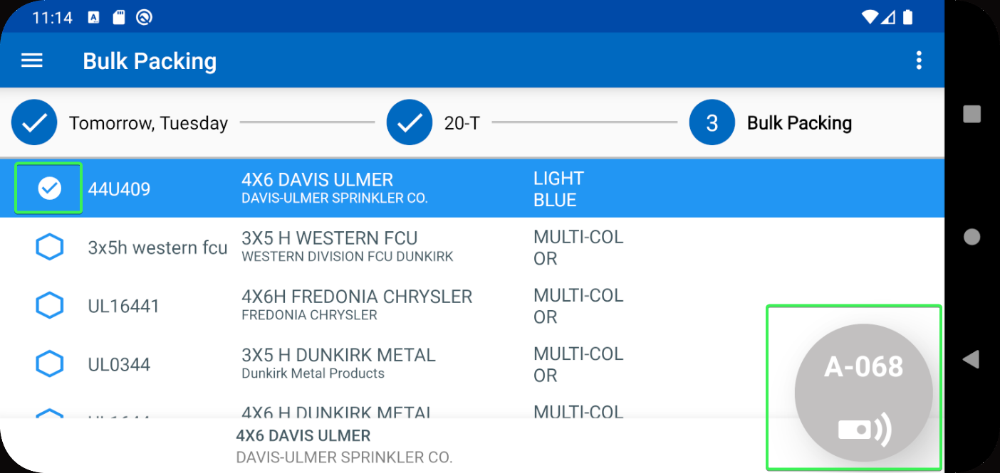 11:14
Bulk Packing
Tomorrow, Tuesday
20-T
3
Bulk Packing
44U409
4X6 DAVIS ULMER
DAVIS-ULMER SPRINKLER CO.
LIGHT
BLUE
3x5h western fcu
3X5 H WESTERN FCU
WESTERN DIVISION FCU DUNKIRK
MULTI-COL
OR
UL16441
4X6H FREDONIA CHRYSLER
FREDONIA CHRYSLER
MULTI-COL
OR
UL0344
3X5 H DUNKIRK METAL
Dunkirk Metal Products
MULTI-COL
OR
4X6 H DUNKIRK METAL
MULTI-COL
A-068
4X6 DAVIS ULMER
DAVIS-ULMER SPRINKLER CO.